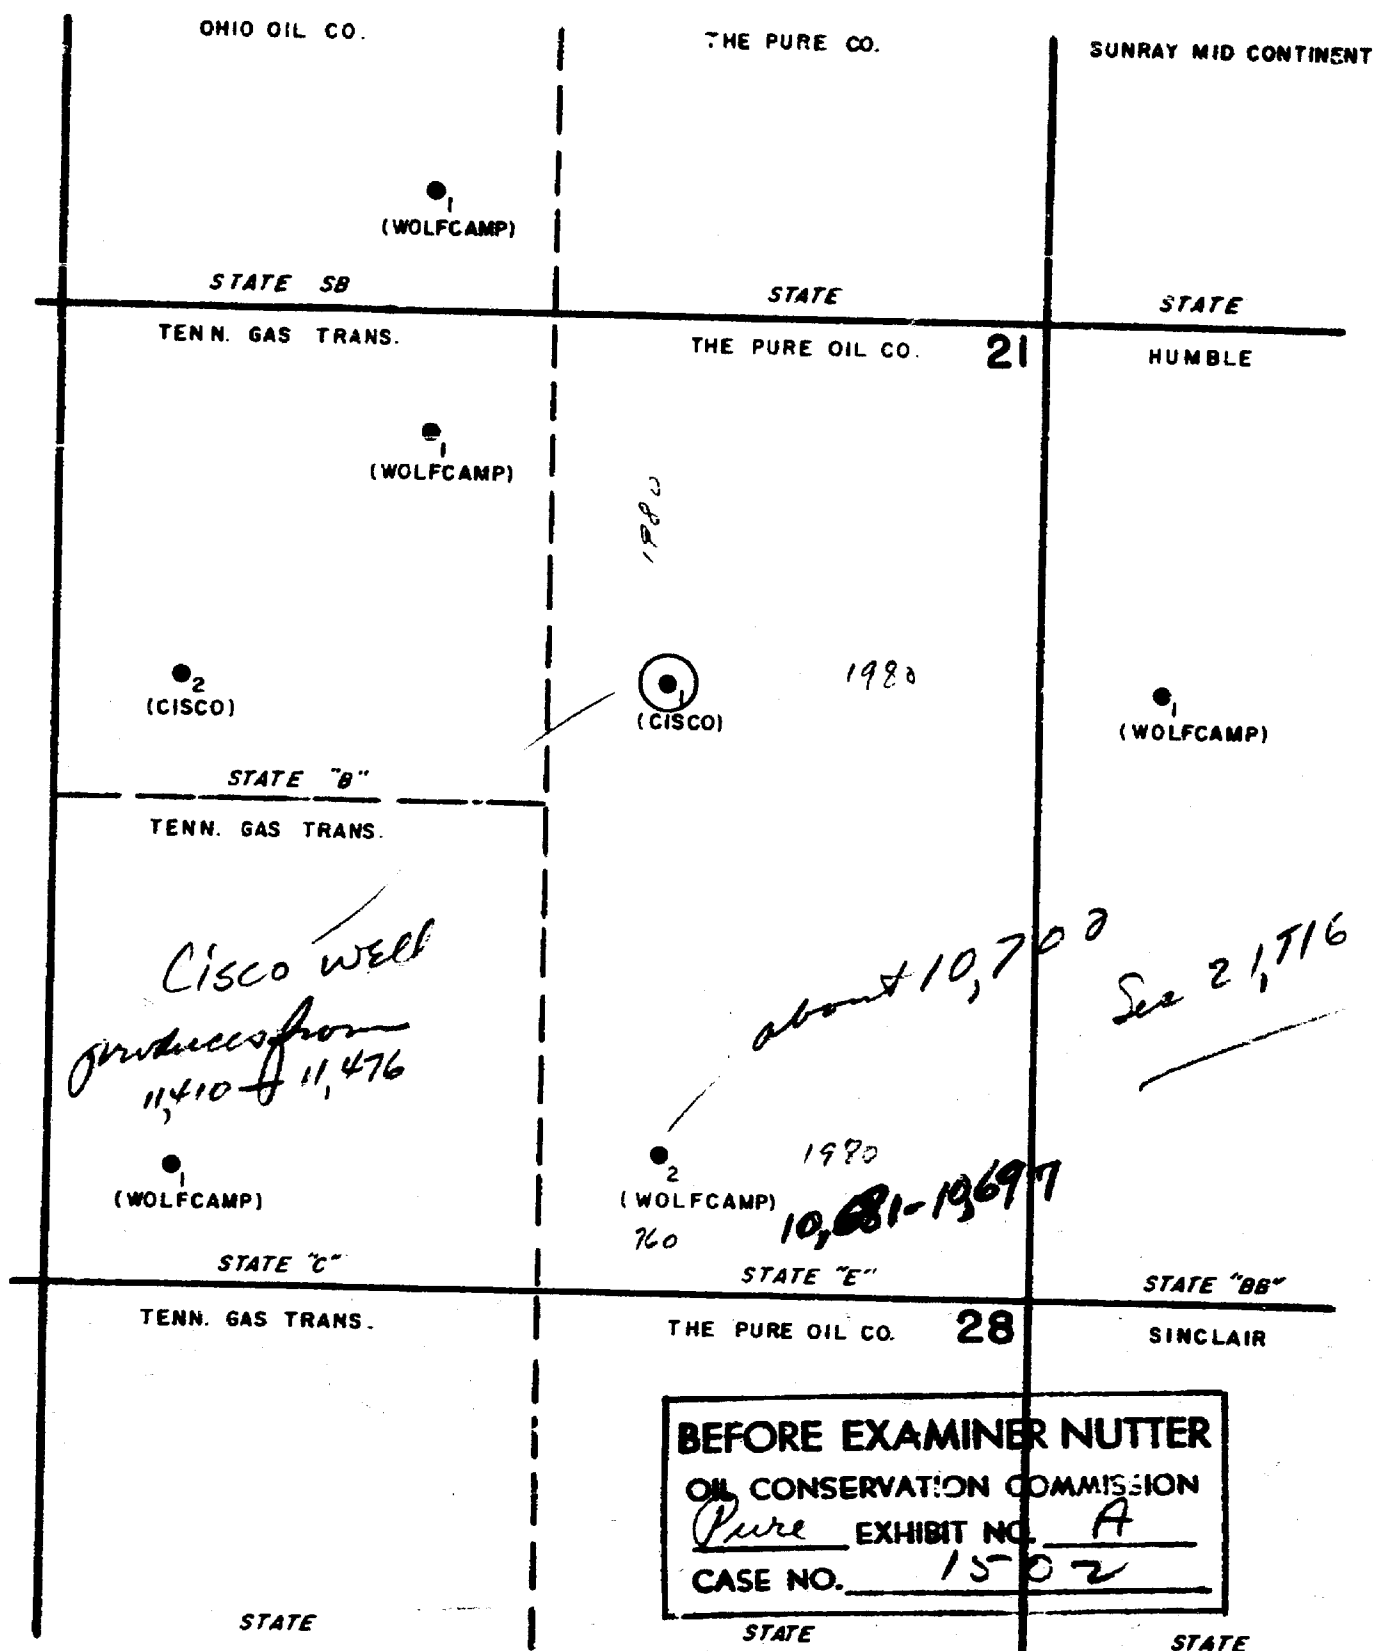 OHIO OIL CO.
THE PURE CO.
SUNRAY MID CONTINENT
1
(WOLFCAMP)
STATE SB
STATE
STATE
TENN. GAS TRANS.
THE PURE OIL CO.
21
HUMBLE
1
(WOLFCAMP)
1980
2
(CISCO)
1
(CISCO)
1980
1
(WOLFCAMP)
STATE "B"
TENN. GAS TRANS.
Cisco well
produces from
11,410 - 11,476
about 10,700
Sec 21, T16
1
(WOLFCAMP)
2
(WOLFCAMP)
1980
10,681-10,697
760
STATE "C"
STATE "E"
STATE "BB"
TENN. GAS TRANS.
THE PURE OIL CO.
28
SINCLAIR
BEFORE EXAMINER NUTTER
OIL CONSERVATION COMMISSION
Pure EXHIBIT NO. A
CASE NO. 1502
STATE
STATE
STATE